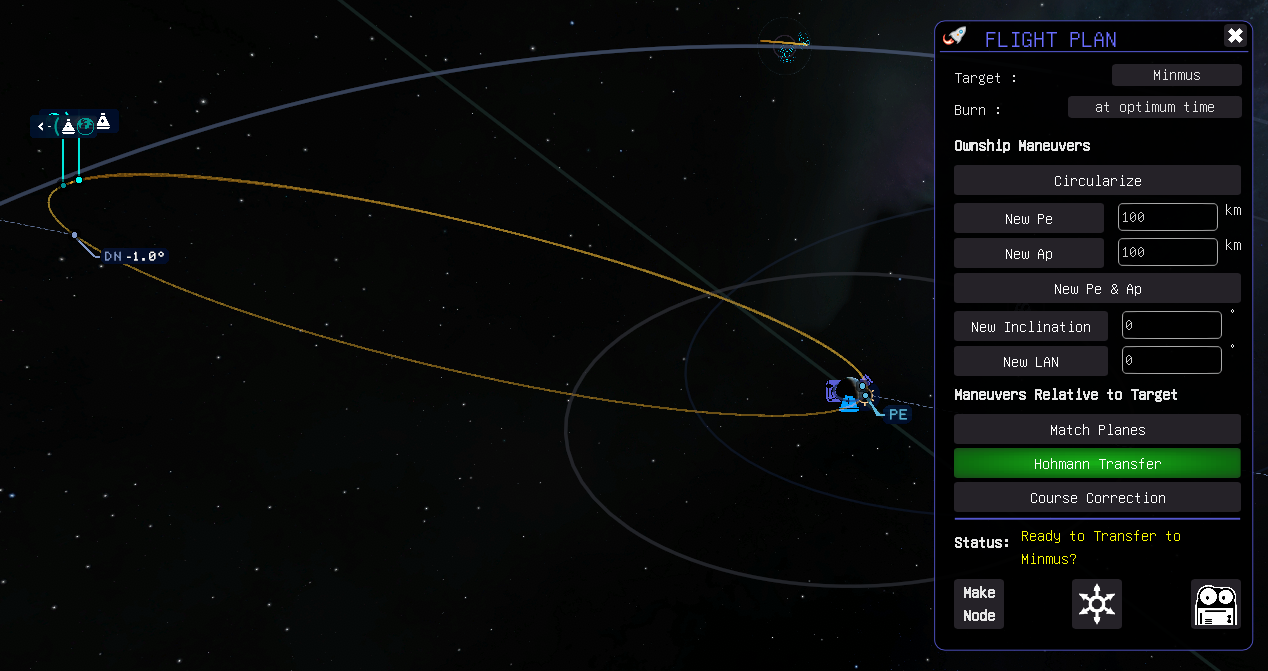 FLIGHT PLAN
Target : Minmus
Burn : at optimum time
Ownship Maneuvers
Circularize
New Pe 100 km
New Ap 100 km
New Pe & Ap
New Inclination 0 °
New LAN 0 °
Maneuvers Relative to Target
Match Planes
Hohmann Transfer
Course Correction
Status: Ready to Transfer to
Minmus?
Make
Node
DN -1.0°
PE